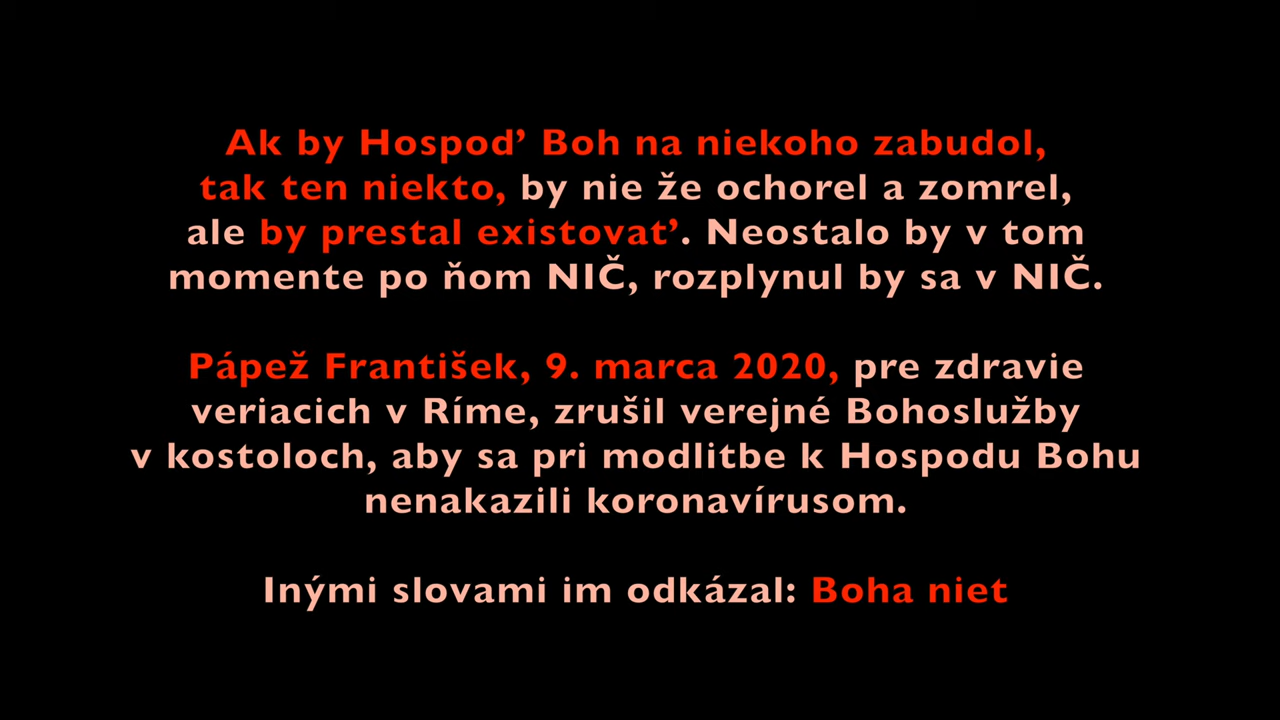 Ak by Hospod’ Boh na niekoho zabudol,
tak ten niekto, by nie že ochorel a zomrel,
ale by prestal existovat’. Neostalo by v tom
momente po ňom NIČ, rozplynul by sa v NIČ.
Pápež František, 9. marca 2020, pre zdravie
veriacich v Ríme, zrušil verejné Bohoslužby
v kostoloch, aby sa pri modlitbe k Hospodu Bohu
nenakazili koronavírusom.
Inými slovami im odkázal: Boha niet